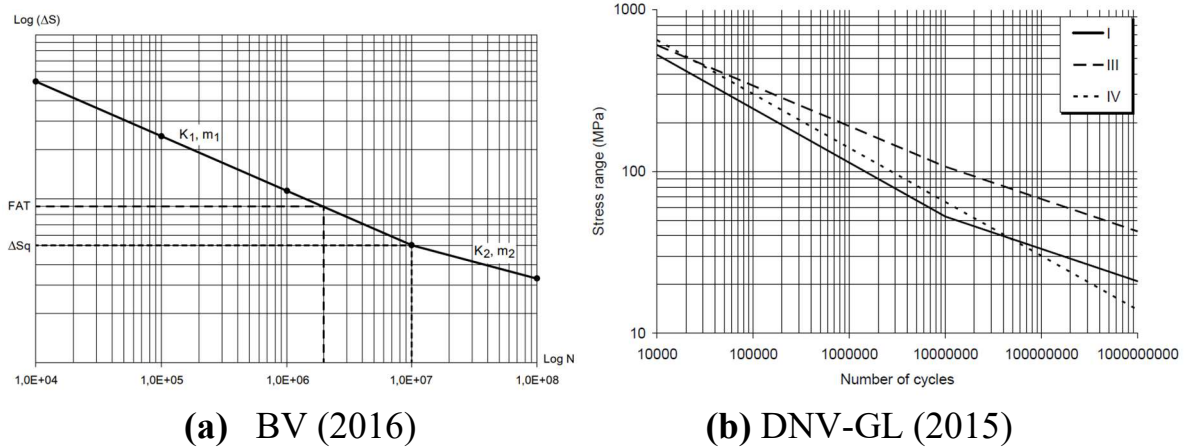 Log (ΔS)
K₁, m₁
FAT
ΔSq
K₂, m₂
Log N
1,0E+04 1,0E+05 1,0E+06 1,0E+07 1,0E+08
(a) BV (2016)
1000
I
III
IV
Stress range (MPa)
100
10
10000 100000 1000000 10000000 100000000 1000000000
Number of cycles
(b) DNV-GL (2015)